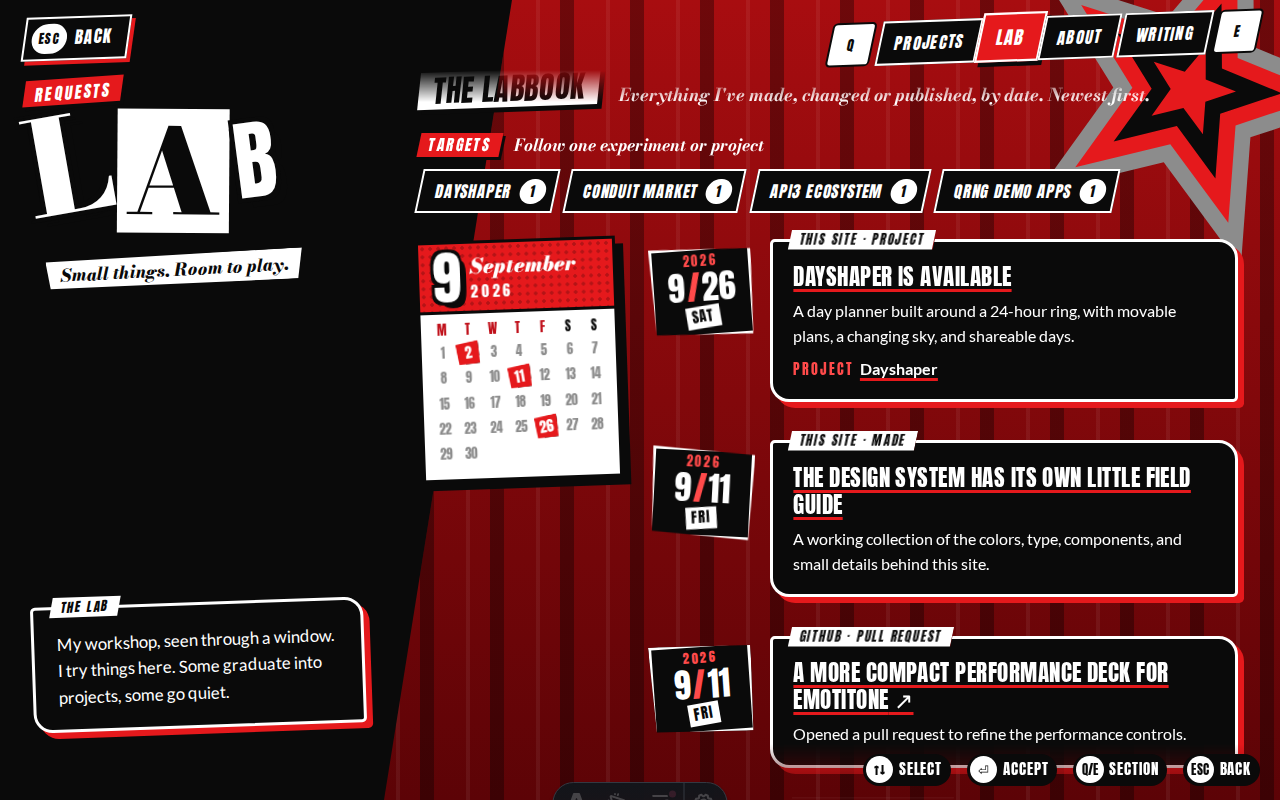 ESC BACK
Q
PROJECTS
LAB
ABOUT
WRITING
E
REQUESTS
LAB
Small things. Room to play.
THE LABBOOK
Everything I've made, changed or published, by date. Newest first.
TARGETS Follow one experiment or project
DAYSHAPER 1
CONDUIT MARKET 1
API3 ECOSYSTEM 1
QRNG DEMO APPS 1
9 September
2026
M T W T F S S
1 2 3 4 5 6 7
8 9 10 11 12 13 14
15 16 17 18 19 20 21
22 23 24 25 26 27 28
29 30
2026
9/26
SAT
THIS SITE · PROJECT
DAYSHAPER IS AVAILABLE
A day planner built around a 24-hour ring, with movable
plans, a changing sky, and shareable days.
PROJECT Dayshaper
2026
9/11
FRI
THIS SITE · MADE
THE DESIGN SYSTEM HAS ITS OWN LITTLE FIELD
GUIDE
A working collection of the colors, type, components, and
small details behind this site.
2026
9/11
FRI
GITHUB · PULL REQUEST
A MORE COMPACT PERFORMANCE DECK FOR
EMOTITONE ↗
Opened a pull request to refine the performance controls.
THE LAB
My workshop, seen through a window.
I try things here. Some graduate into
projects, some go quiet.
↑↓ SELECT
⏎ ACCEPT
Q/E SECTION
ESC BACK